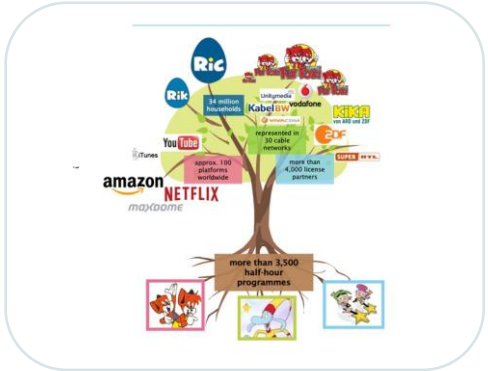 Ric
Rik
34 million
households
Unitymedia
Kabel BW
vodafone
KiKA
von ARD und ZDF
ZDF
represented in
30 cable
networks
YouTube
iTunes
SUPER RTL
approx. 100
platforms
worldwide
more than
4,000 license
partners
amazon
NETFLIX
maxdome
more than 3,500
half-hour
programmes